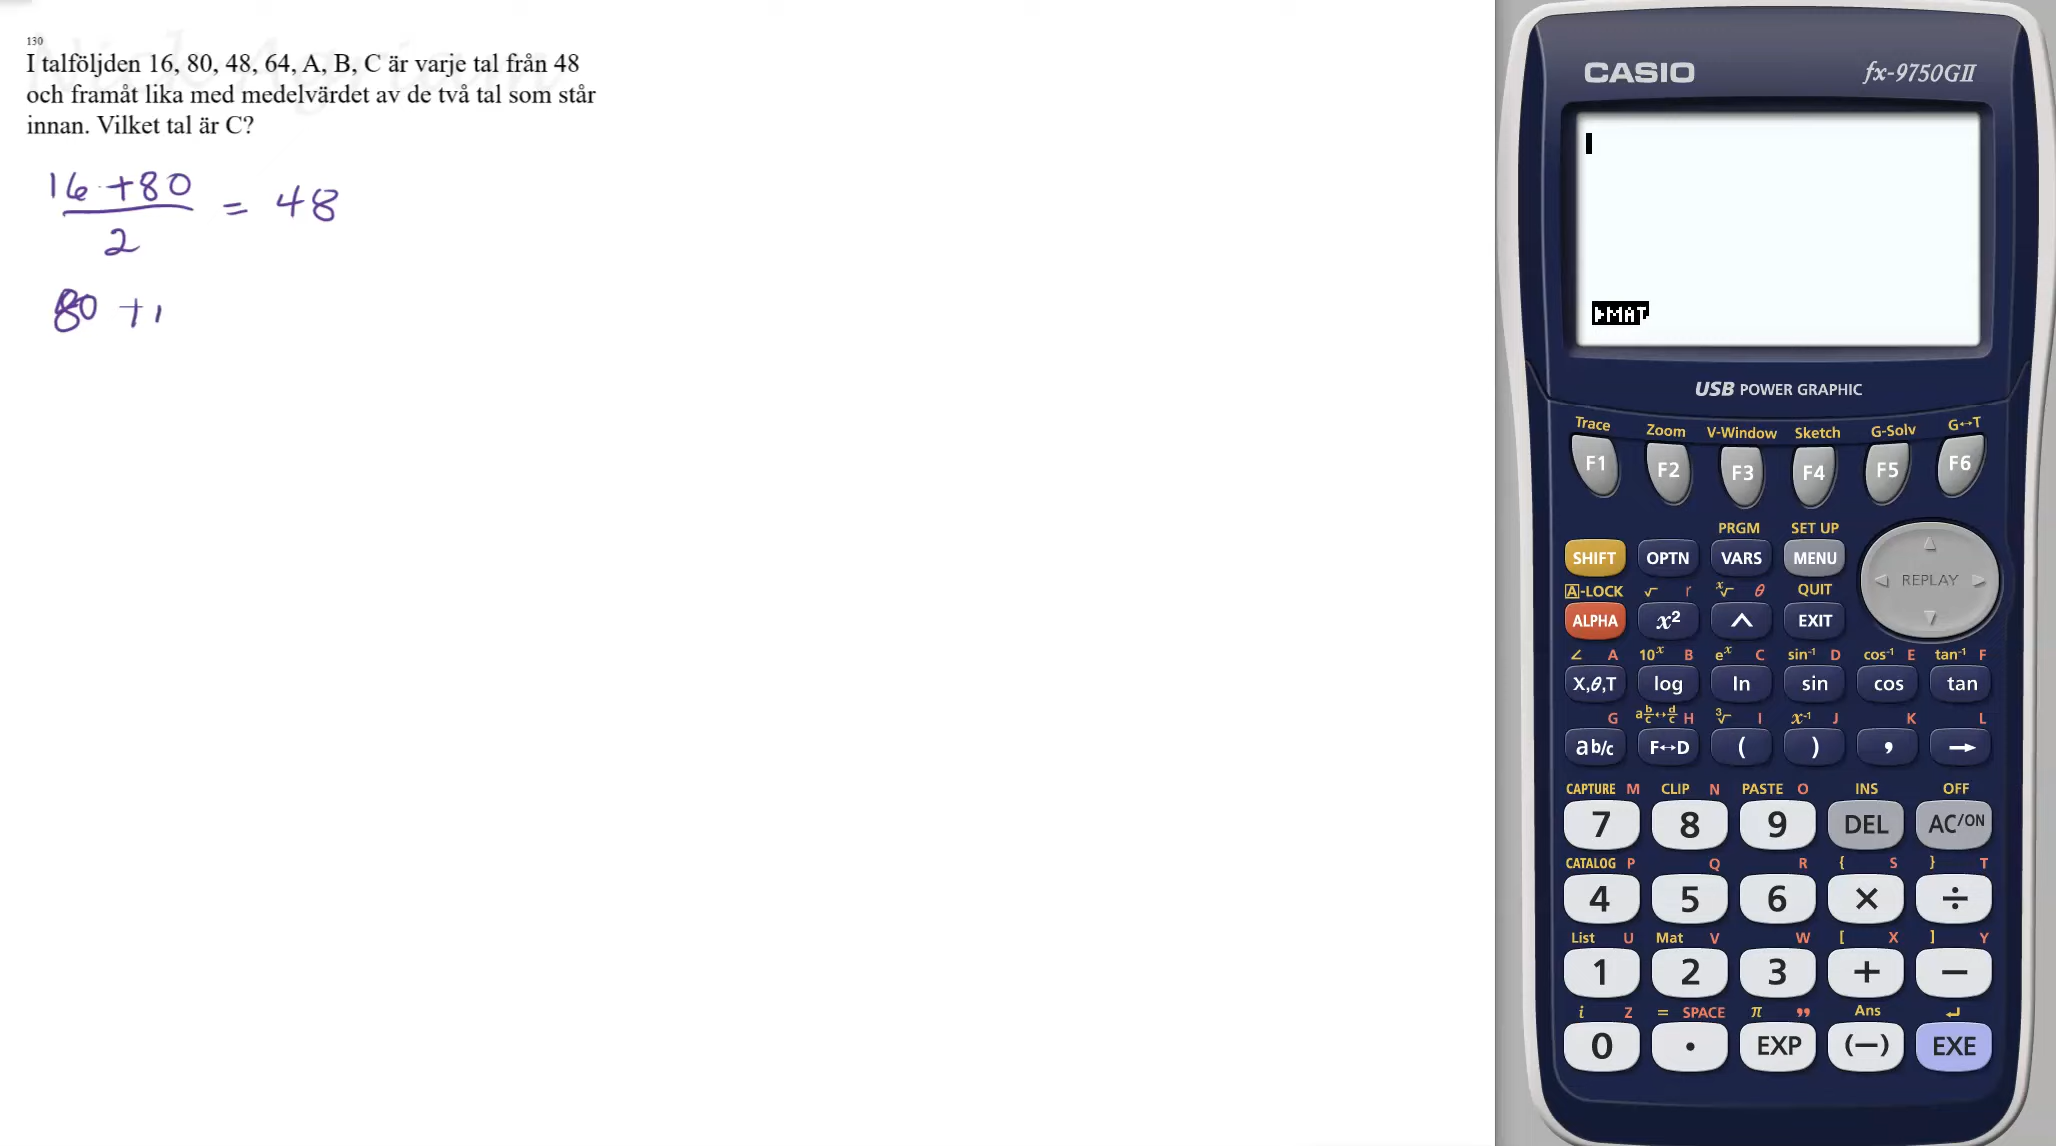 130
I talföljden 16, 80, 48, 64, A, B, C är varje tal från 48
och framåt lika med medelvärdet av de två tal som står
innan. Vilket tal är C?
16 + 80
= 48
2
80 +
CASIO fx-9750GII
▶MAT
USB POWER GRAPHIC
Trace Zoom V-Window Sketch G-Solv G↔T
F1 F2 F3 F4 F5 F6
PRGM SET UP
SHIFT OPTN VARS MENU
REPLAY
A-LOCK √ r ˣ√ θ QUIT
ALPHA x² ^ EXIT
∠ A 10ˣ B eˣ C sin⁻¹ D cos⁻¹ E tan⁻¹ F
X,θ,T log ln sin cos tan
G a b/c↔d/c H ³√ I x⁻¹ J K L
a b/c F↔D ( ) , →
CAPTURE M CLIP N PASTE O INS OFF
7 8 9 DEL AC/ON
CATALOG P Q R { S } T
4 5 6 × ÷
List U Mat V W [ X ] Y
1 2 3 + −
i Z = SPACE π ” Ans ↵
0 . EXP (−) EXE